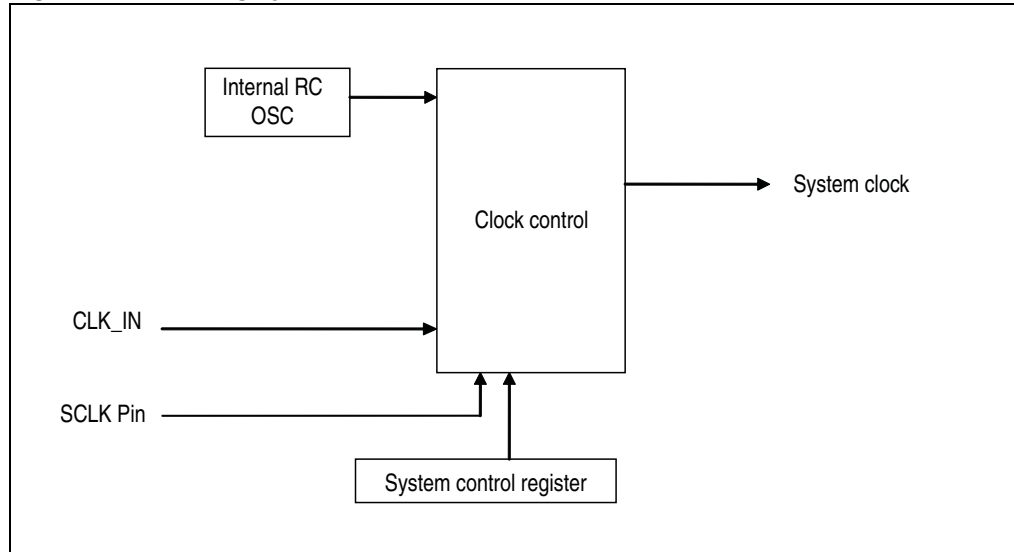 Internal RC
OSC
System clock
Clock control
CLK_IN
SCLK Pin
System control register